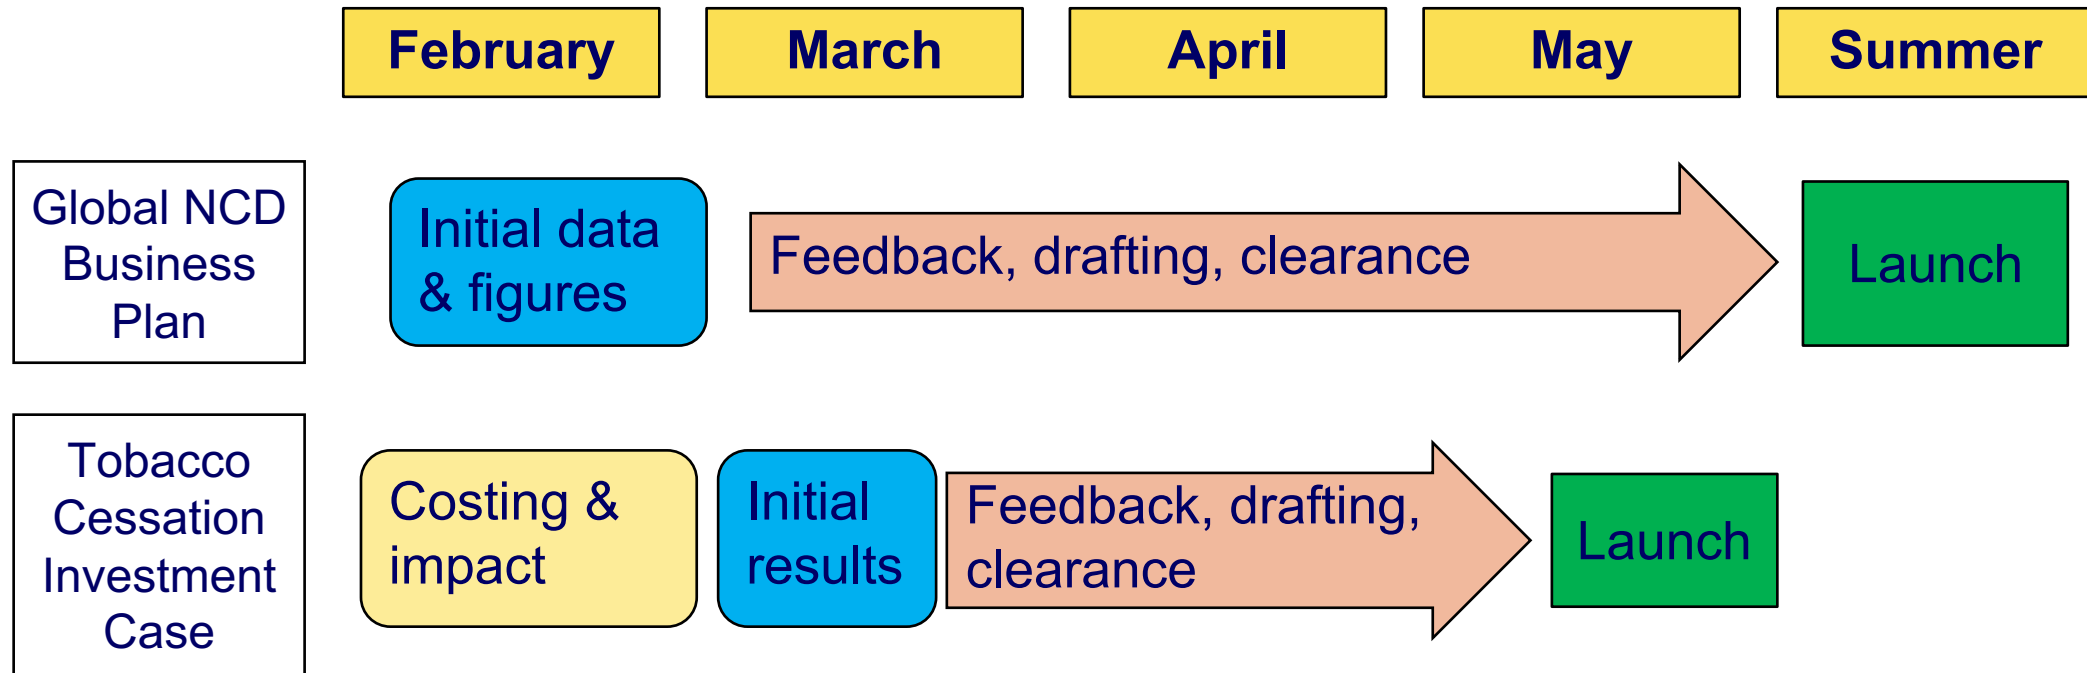 February
March
April
May
Summer
Global NCD
Business
Plan
Initial data
& figures
Feedback, drafting, clearance
Launch
Tobacco
Cessation
Investment
Case
Costing &
impact
Initial
results
Feedback, drafting,
clearance
Launch